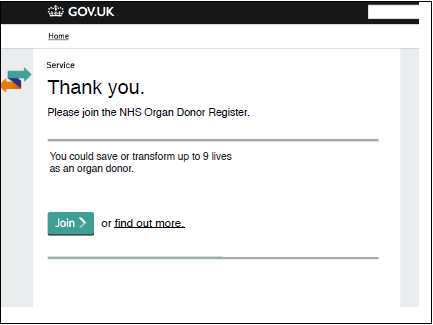 GOV.UK
Home
Service
Thank you.
Please join the NHS Organ Donor Register.
You could save or transform up to 9 lives
as an organ donor.
Join or find out more.